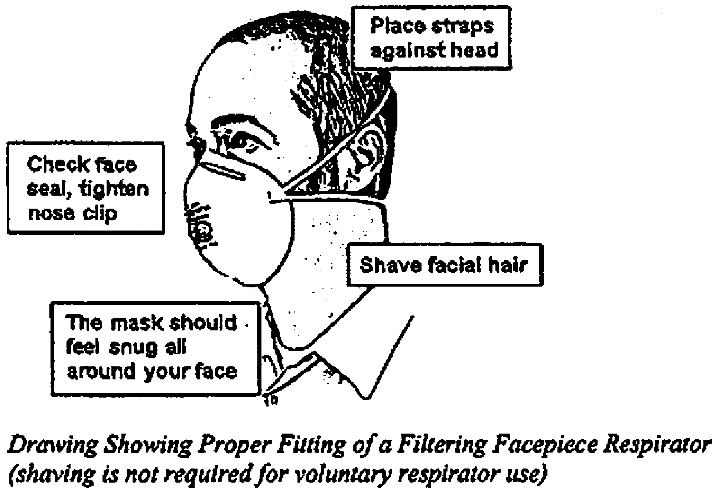 Place straps
against head
Check face
seal, tighten
nose clip
Shave facial hair
The mask should
feel snug all
around your face
Drawing Showing Proper Fitting of a Filtering Facepiece Respirator
(shaving is not required for voluntary respirator use)